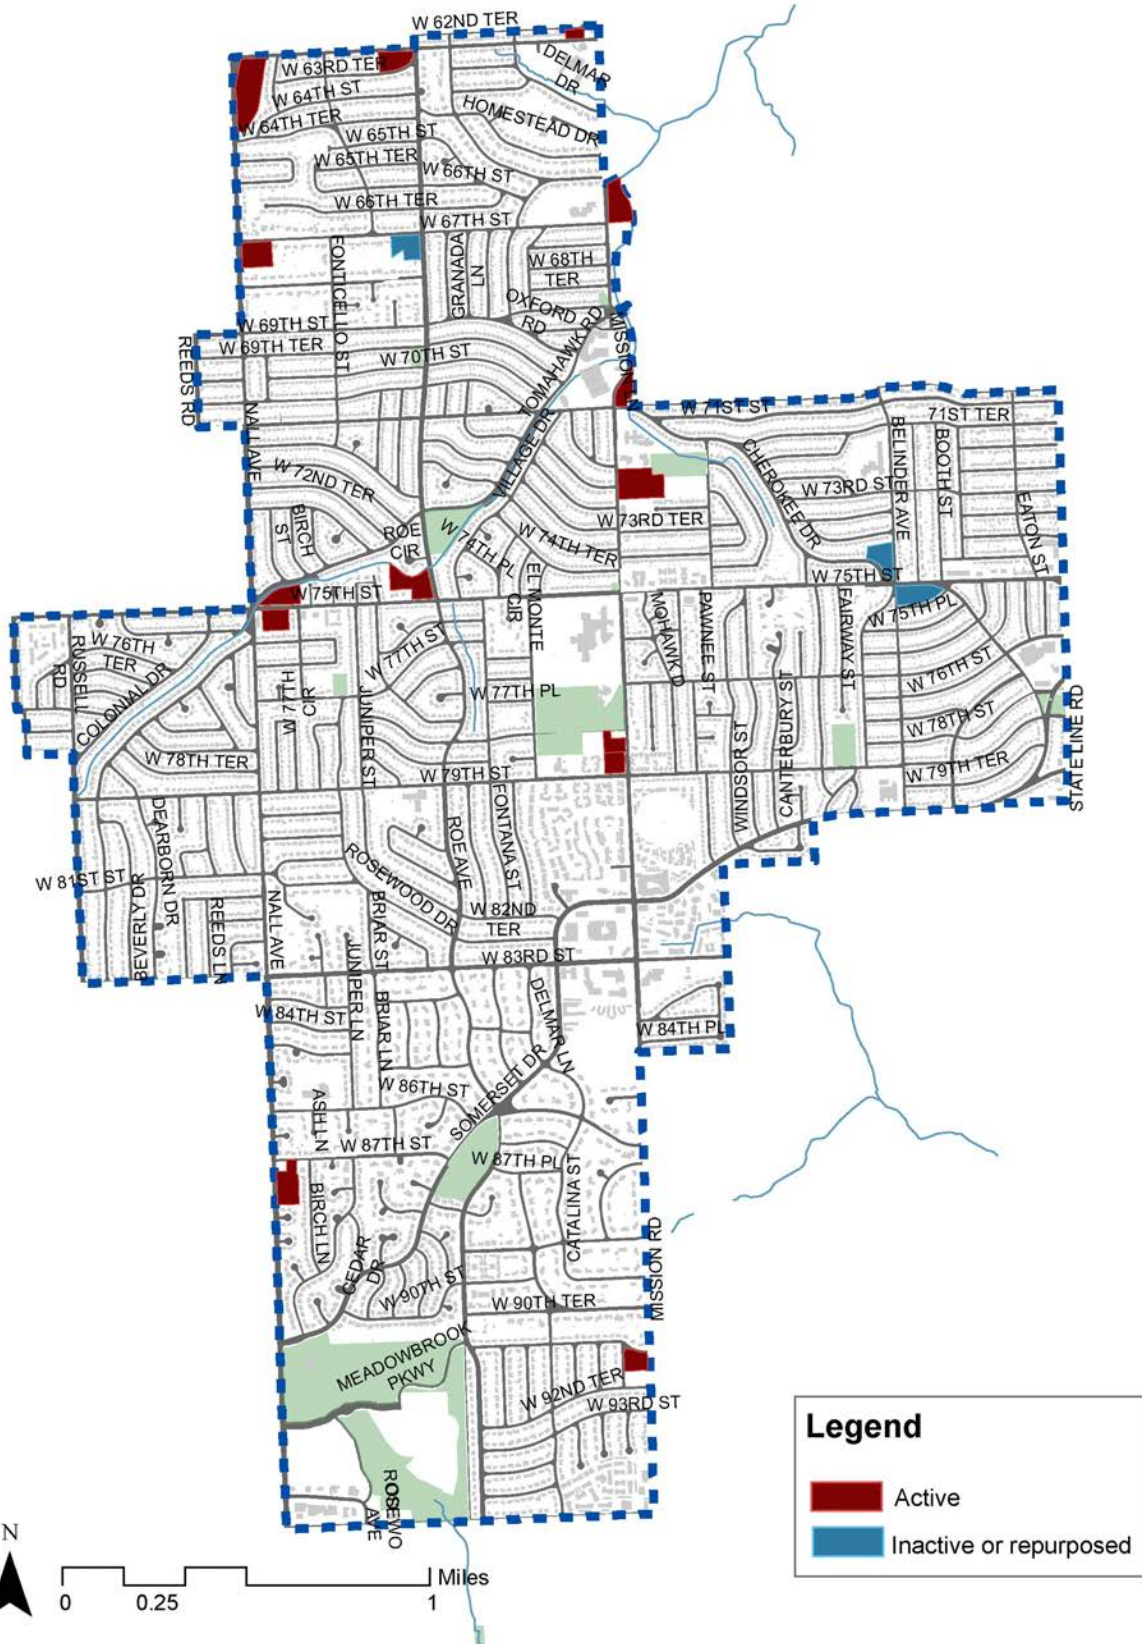 W 62ND TER
DELMAR
DR
W 63RD TER
W 64TH ST
W 64TH TER
HOMESTEAD DR
W 65TH ST
W 65TH TER
W 66TH ST
W 66TH TER
W 67TH ST
FONTICELLO ST
GRANADA
LN
W 68TH
TER
OXFORD
RD
W 69TH ST
W 69TH TER
W 70TH ST
REEDS RD
TOMAHAWK RD
MISSION LN
NALL AVE
W 71ST ST
71ST TER
VILLAGE DR
W 72ND TER
CHEROKEE DR
BELINDER AVE
BOOTH ST
W 73RD ST
EATON ST
BIRCH
ST
ROE
CIR
W 74TH PL
W 74TH TER
W 73RD TER
W 75TH ST
W 75TH ST
W 75TH PL
EL MONTE
CIR
MOHAWK D
PAWNEE ST
FAIRWAY ST
RUSSELL
RD
W 76TH
TER
COLONIAL DR
W 77TH ST
W 77TH
CIR
JUNIPER ST
W 77TH PL
CANTERBURY ST
WINDSOR ST
W 76TH ST
W 78TH ST
W 79TH TER
STATE LINE RD
W 78TH TER
W 79TH ST
DEARBORN DR
BEVERLY DR
W 81ST ST
REEDS LN
NALL AVE
ROSEWOOD DR
BRIAR ST
ROE AVE
FONTANA ST
W 82ND
TER
W 83RD ST
JUNIPER LN
BRIAR LN
W 84TH ST
DELMAR LN
W 84TH PL
W 86TH ST
SOMERSET DR
ASH LN
W 87TH ST
W 87TH PL
BIRCH LN
CATALINA ST
CEDAR
DR
W 90TH ST
W 90TH TER
MISSION RD
MEADOWBROOK
PKWY
W 92ND TER
W 93RD ST
ROSEWO
AVE
Legend
Active
Inactive or repurposed
N
Miles
0
0.25
1